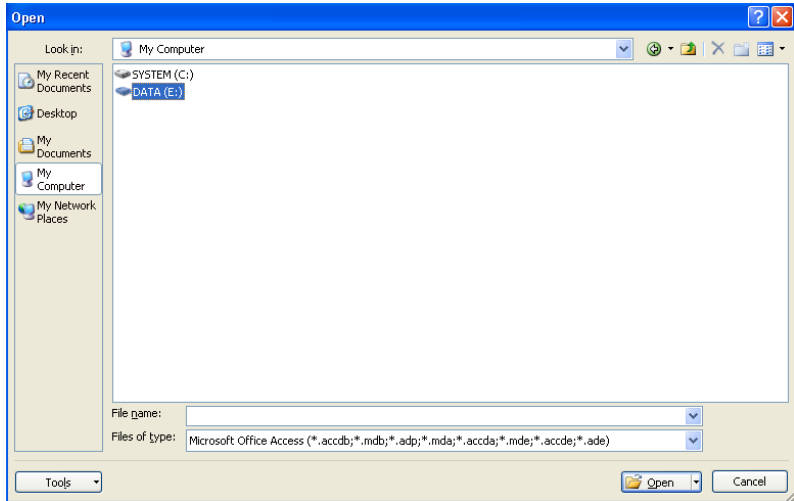 Open
Look in:
My Computer
My Recent
Documents
Desktop
My
Documents
My
Computer
My Network
Places
SYSTEM (C:)
DATA (E:)
File name:
Files of type:
Microsoft Office Access (*.accdb;*.mdb;*.adp;*.mda;*.accda;*.mde;*.accde;*.ade)
Tools
Open
Cancel